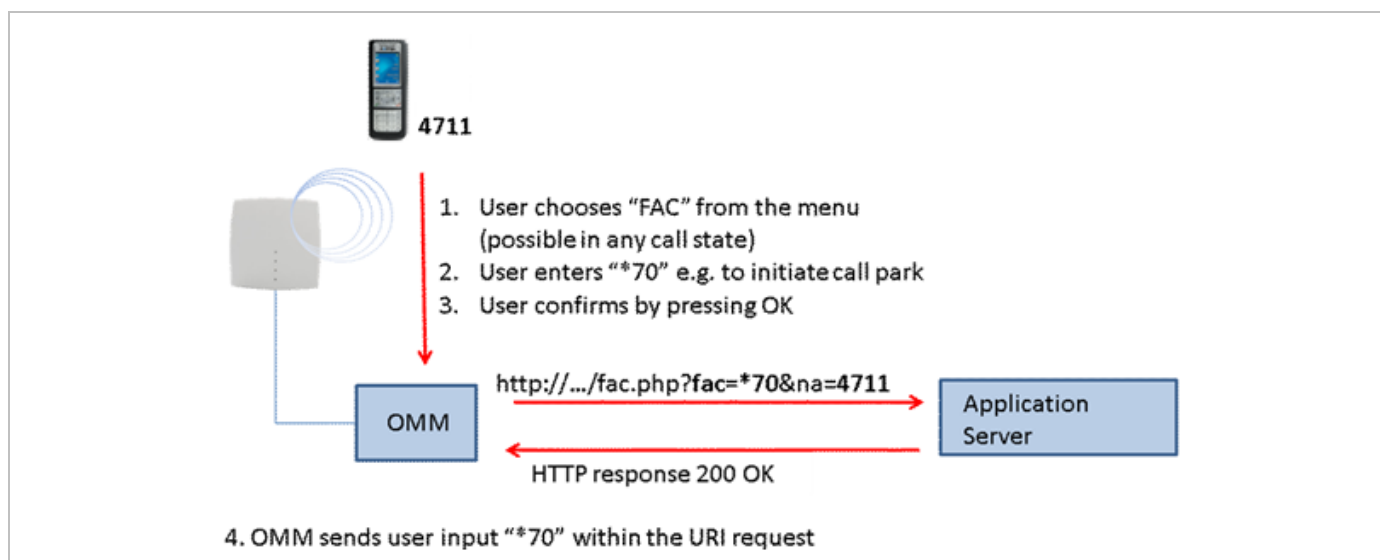 4711
1. User chooses “FAC” from the menu
(possible in any call state)
2. User enters “*70” e.g. to initiate call park
3. User confirms by pressing OK
http://.../fac.php?fac=*70&na=4711
OMM
Application
Server
HTTP response 200 OK
4. OMM sends user input “*70” within the URI request